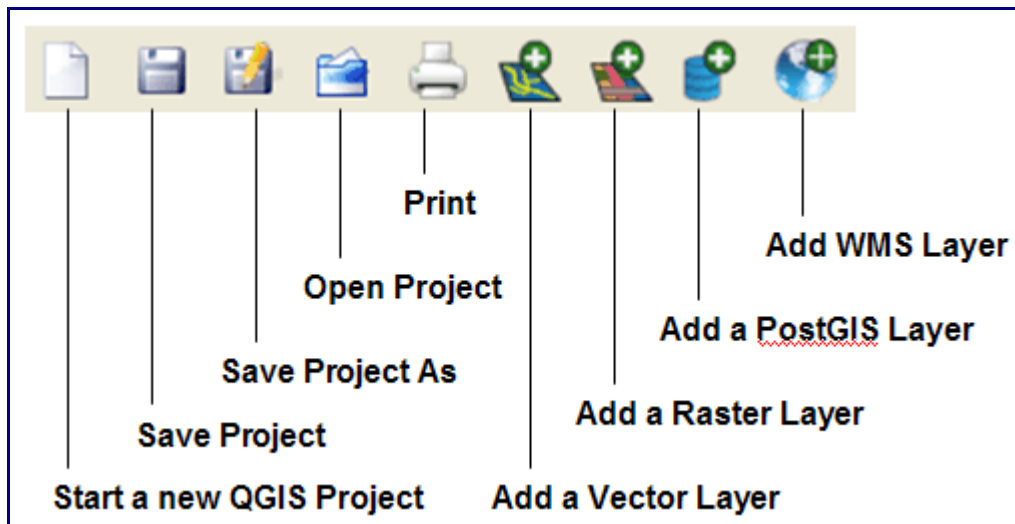 Print
Add WMS Layer
Open Project
Add a PostGIS Layer
Save Project As
Add a Raster Layer
Save Project
Start a new QGIS Project
Add a Vector Layer